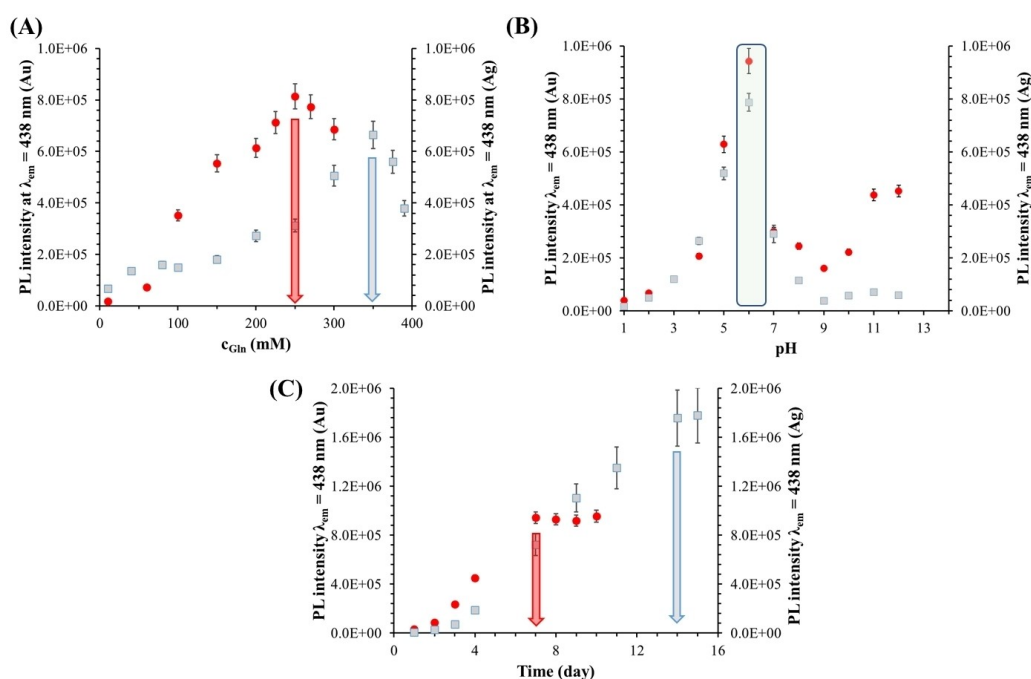 (A)
PL intensity at λem = 438 nm (Au)
1.0E+06
8.0E+05
6.0E+05
4.0E+05
2.0E+05
0.0E+00
0 100 200 300 400
cGln (mM)
1.0E+06
8.0E+05
6.0E+05
4.0E+05
2.0E+05
0.0E+00
PL intensity at λem = 438 nm (Ag)
(B)
PL intensity λem = 438 nm (Au)
1.0E+06
8.0E+05
6.0E+05
4.0E+05
2.0E+05
0.0E+00
1 3 5 7 9 11 13
pH
1.0E+06
8.0E+05
6.0E+05
4.0E+05
2.0E+05
0.0E+00
PL intensity λem = 438 nm (Ag)
(C)
PL intensity λem = 438 nm (Au)
2.0E+06
1.6E+06
1.2E+06
8.0E+05
4.0E+05
0.0E+00
0 2 4 6 8 10 12 14 16
Time (day)
2.0E+06
1.6E+06
1.2E+06
8.0E+05
4.0E+05
0.0E+00
PL intensity λem = 438 nm (Ag)